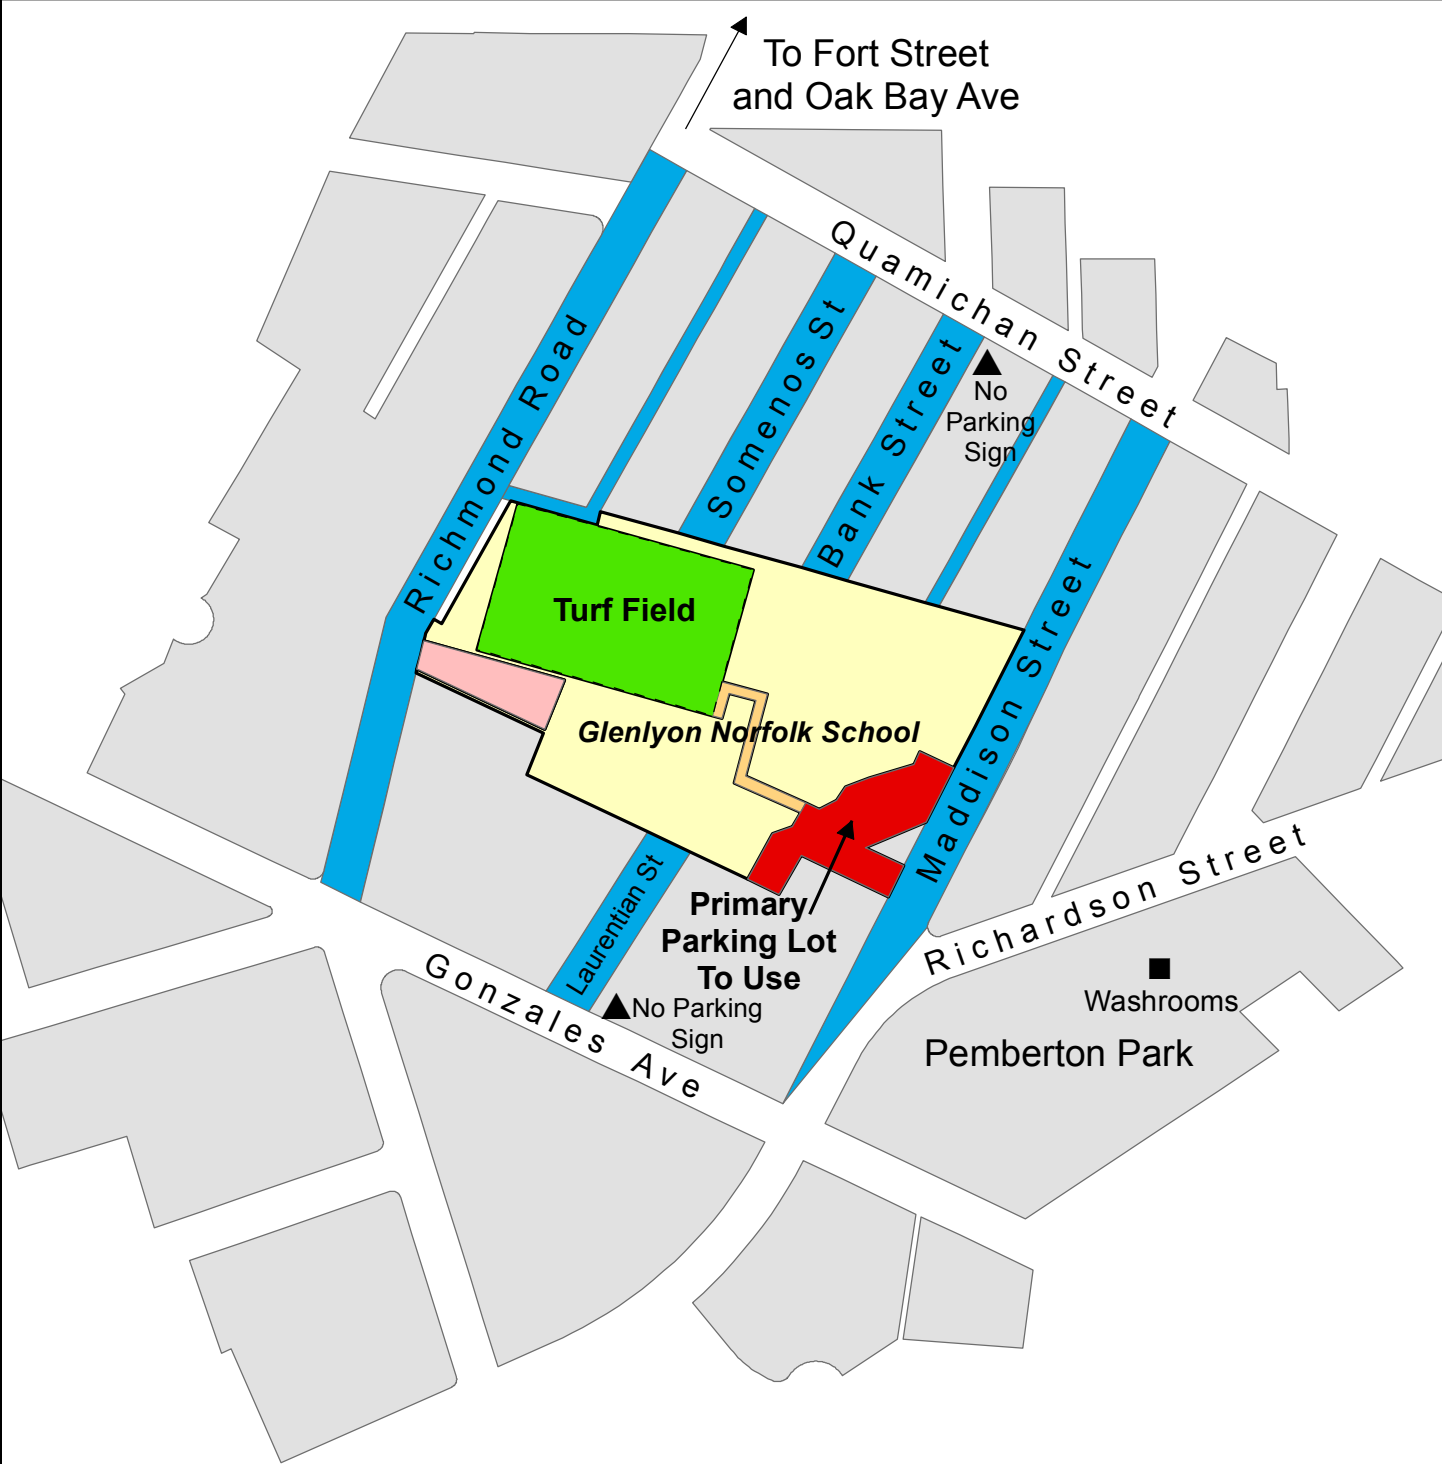 To Fort Street
and Oak Bay Ave
Quamichan Street
Richmond Road
Somenos St
Bank Street
No
Parking
Sign
Maddison Street
Turf Field
Glenlyon Norfolk School
Richardson Street
Laurentian St
Primary
Parking Lot
To Use
Gonzales Ave
No Parking
Sign
Washrooms
Pemberton Park